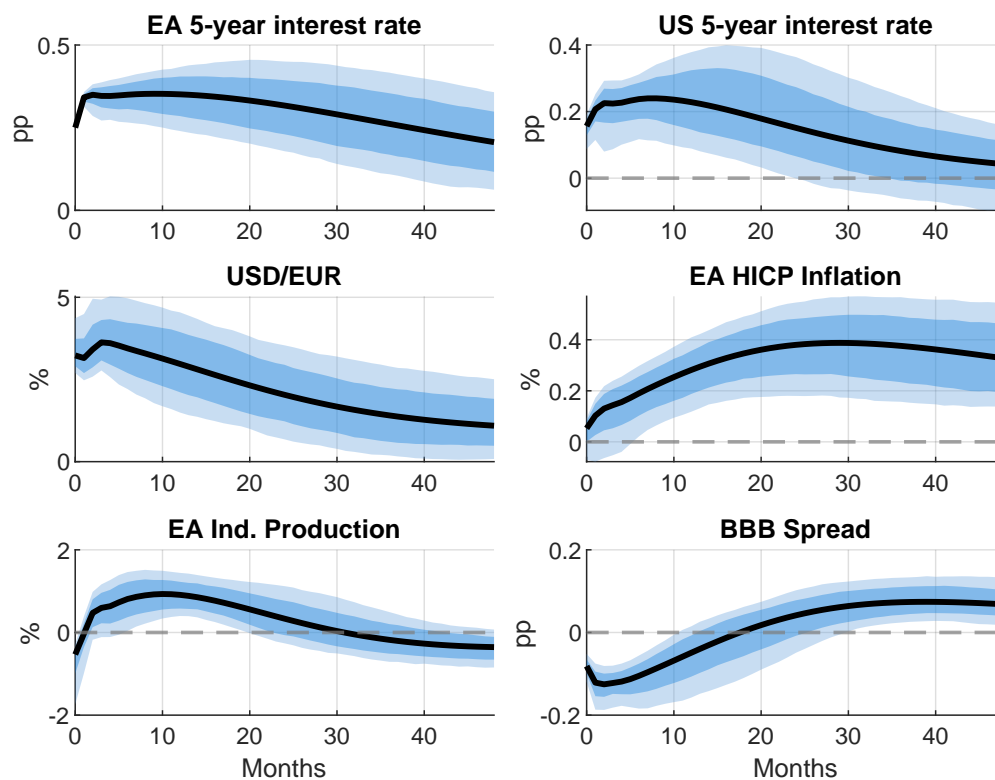 EA 5-year interest rate
0.5
pp
0
0 10 20 30 40
US 5-year interest rate
0.4
0.2
pp
0
0 10 20 30 40
USD/EUR
5
%
0
0 10 20 30 40
EA HICP Inflation
0.4
%
0.2
0
0 10 20 30 40
EA Ind. Production
2
%
0
-2
0 10 20 30 40
Months
BBB Spread
0.2
pp
0
-0.2
0 10 20 30 40
Months